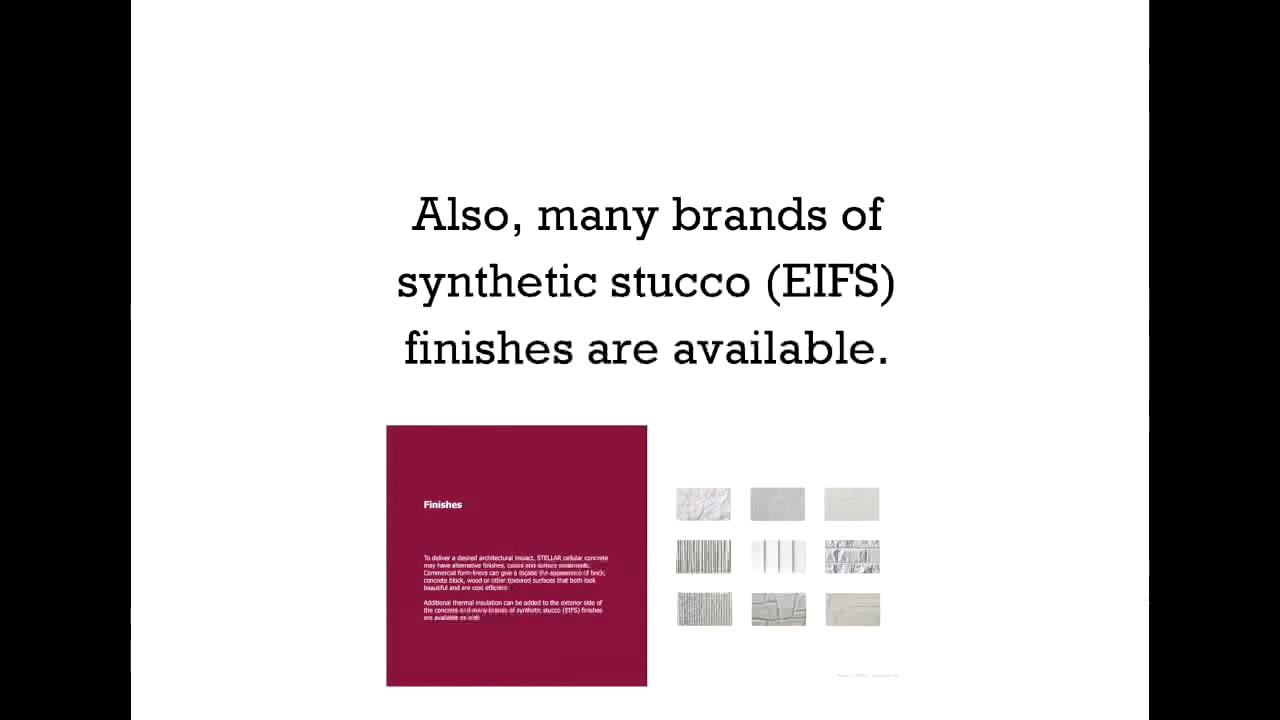 Also, many brands of
synthetic stucco (EIFS)
finishes are available.
Finishes
To deliver a desired architectural impact, STELLAR cellular concrete
may have alternative finishes, colors and surface treatments.
Commercial form-liners can give a facade the appearance of brick,
concrete block, wood or other textured surfaces that both look
beautiful and are cost efficient.
Additional thermal insulation can be added to the exterior side of
the concrete and many brands of synthetic stucco (EIFS) finishes
are available as well.